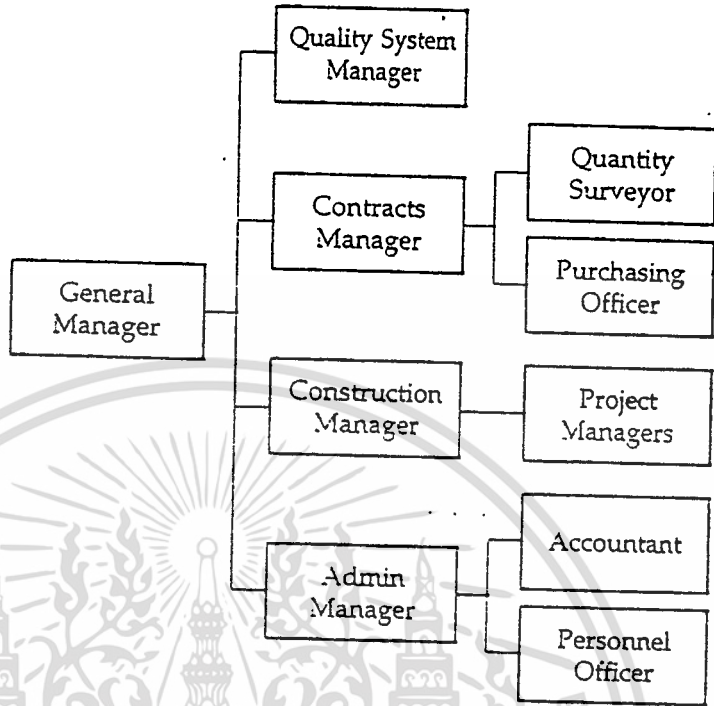 Quality System
Manager
Quantity
Surveyor
Contracts
Manager
Purchasing
Officer
General
Manager
Construction
Manager
Project
Managers
Accountant
Admin
Manager
Personnel
Officer